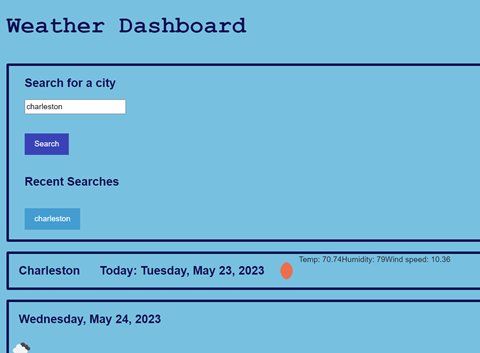 Weather Dashboard
Search for a city
charleston
Search
Recent Searches
charleston
Charleston Today: Tuesday, May 23, 2023 Temp: 70.74Humidity: 79Wind speed: 10.36
Wednesday, May 24, 2023